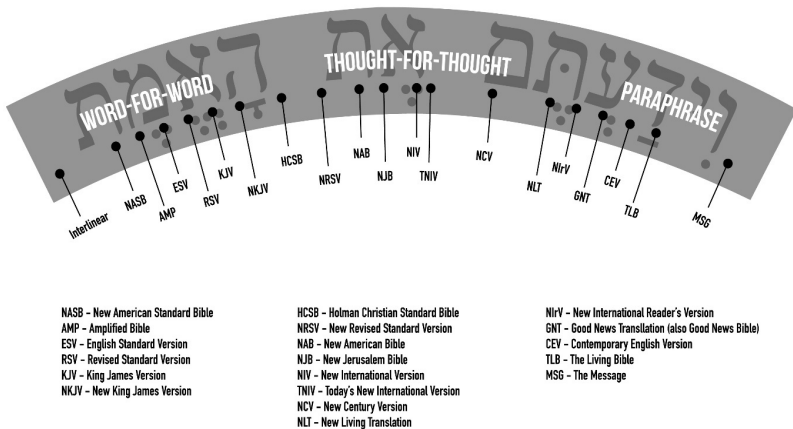 וִידַעְתֶּם אֶת הָאֱמֶת
WORD-FOR-WORD
THOUGHT-FOR-THOUGHT
PARAPHRASE
Interlinear
NASB
AMP
ESV
RSV
KJV
NKJV
HCSB
NRSV
NAB
NJB
NIV
TNIV
NCV
NLT
NIrV
GNT
CEV
TLB
MSG
NASB – New American Standard Bible
AMP – Amplified Bible
ESV – English Standard Version
RSV – Revised Standard Version
KJV – King James Version
NKJV – New King James Version
HCSB – Holman Christian Standard Bible
NRSV – New Revised Standard Version
NAB – New American Bible
NJB – New Jerusalem Bible
NIV – New International Version
TNIV – Today's New International Version
NCV – New Century Version
NLT – New Living Translation
NIrV – New International Reader's Version
GNT – Good News Transllation (also Good News Bible)
CEV – Contemporary English Version
TLB – The Living Bible
MSG – The Message